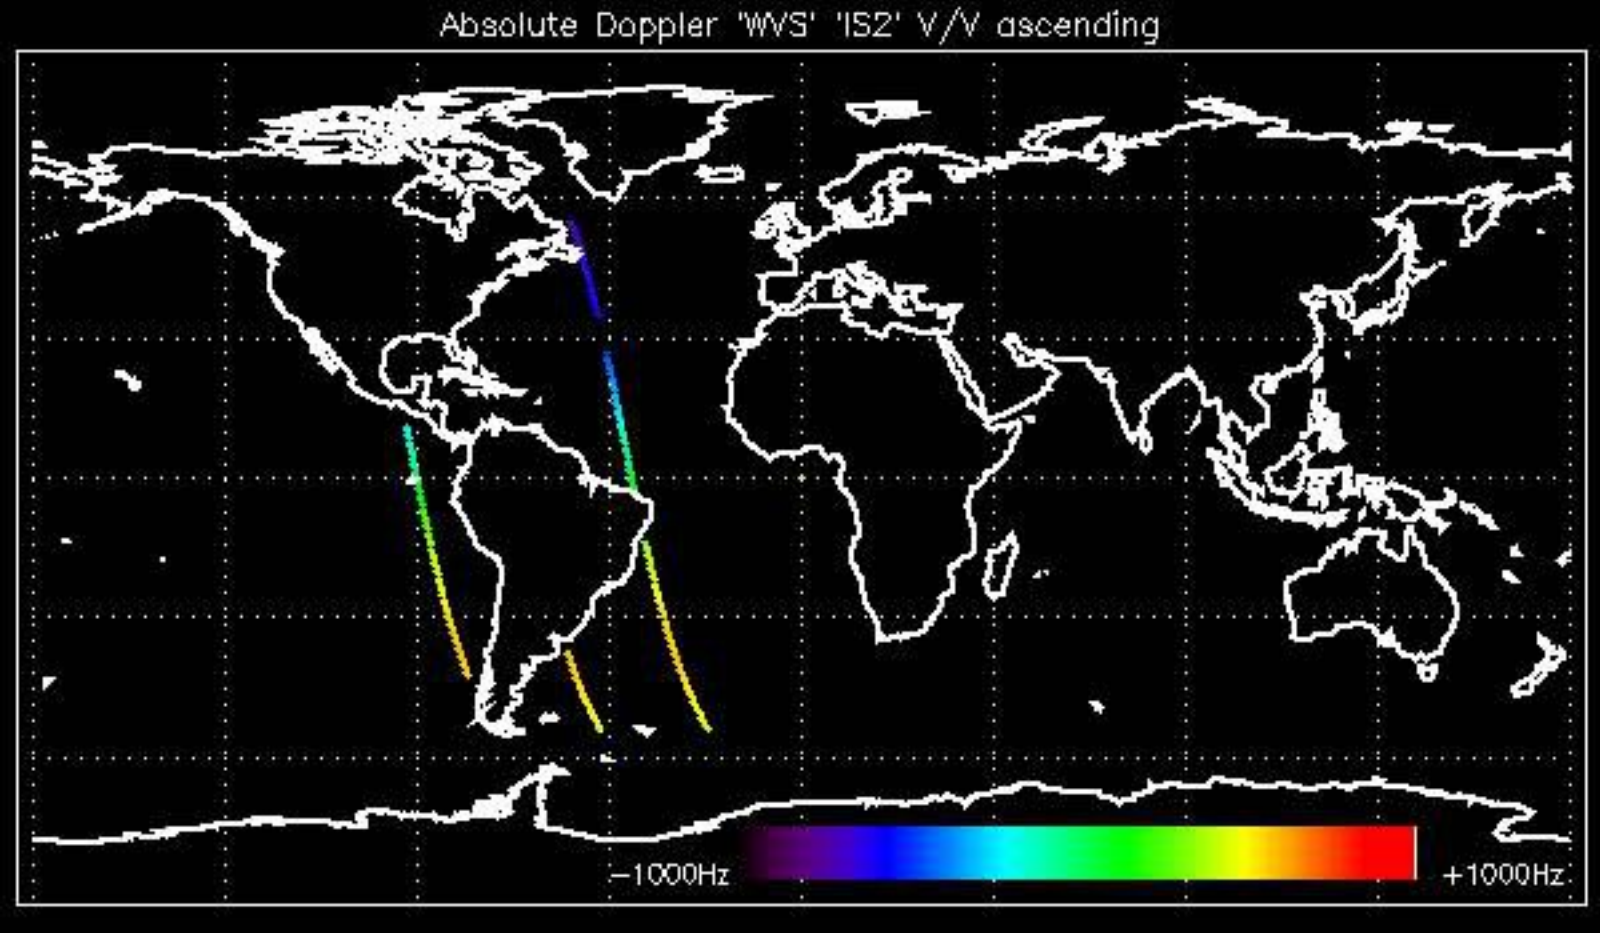 Absolute Doppler 'WVS' 'IS2' V/V ascending
−1000Hz
+1000Hz